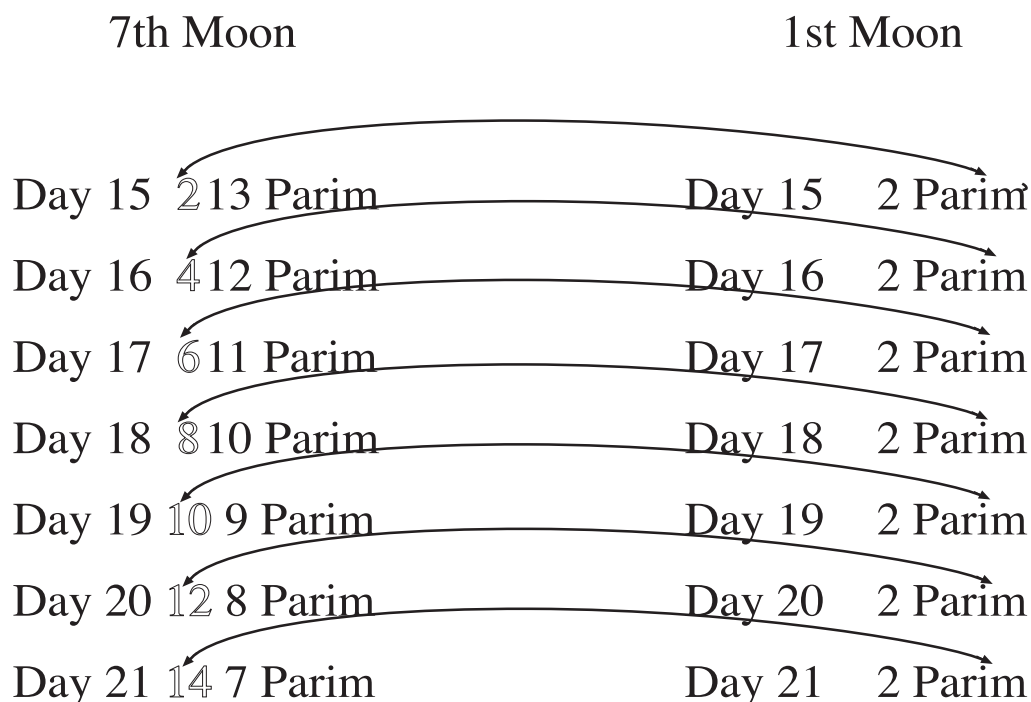 7th Moon 1st Moon
Day 15 2 13 Parim Day 15 2 Parim
Day 16 4 12 Parim Day 16 2 Parim
Day 17 6 11 Parim Day 17 2 Parim
Day 18 8 10 Parim Day 18 2 Parim
Day 19 10 9 Parim Day 19 2 Parim
Day 20 12 8 Parim Day 20 2 Parim
Day 21 14 7 Parim Day 21 2 Parim